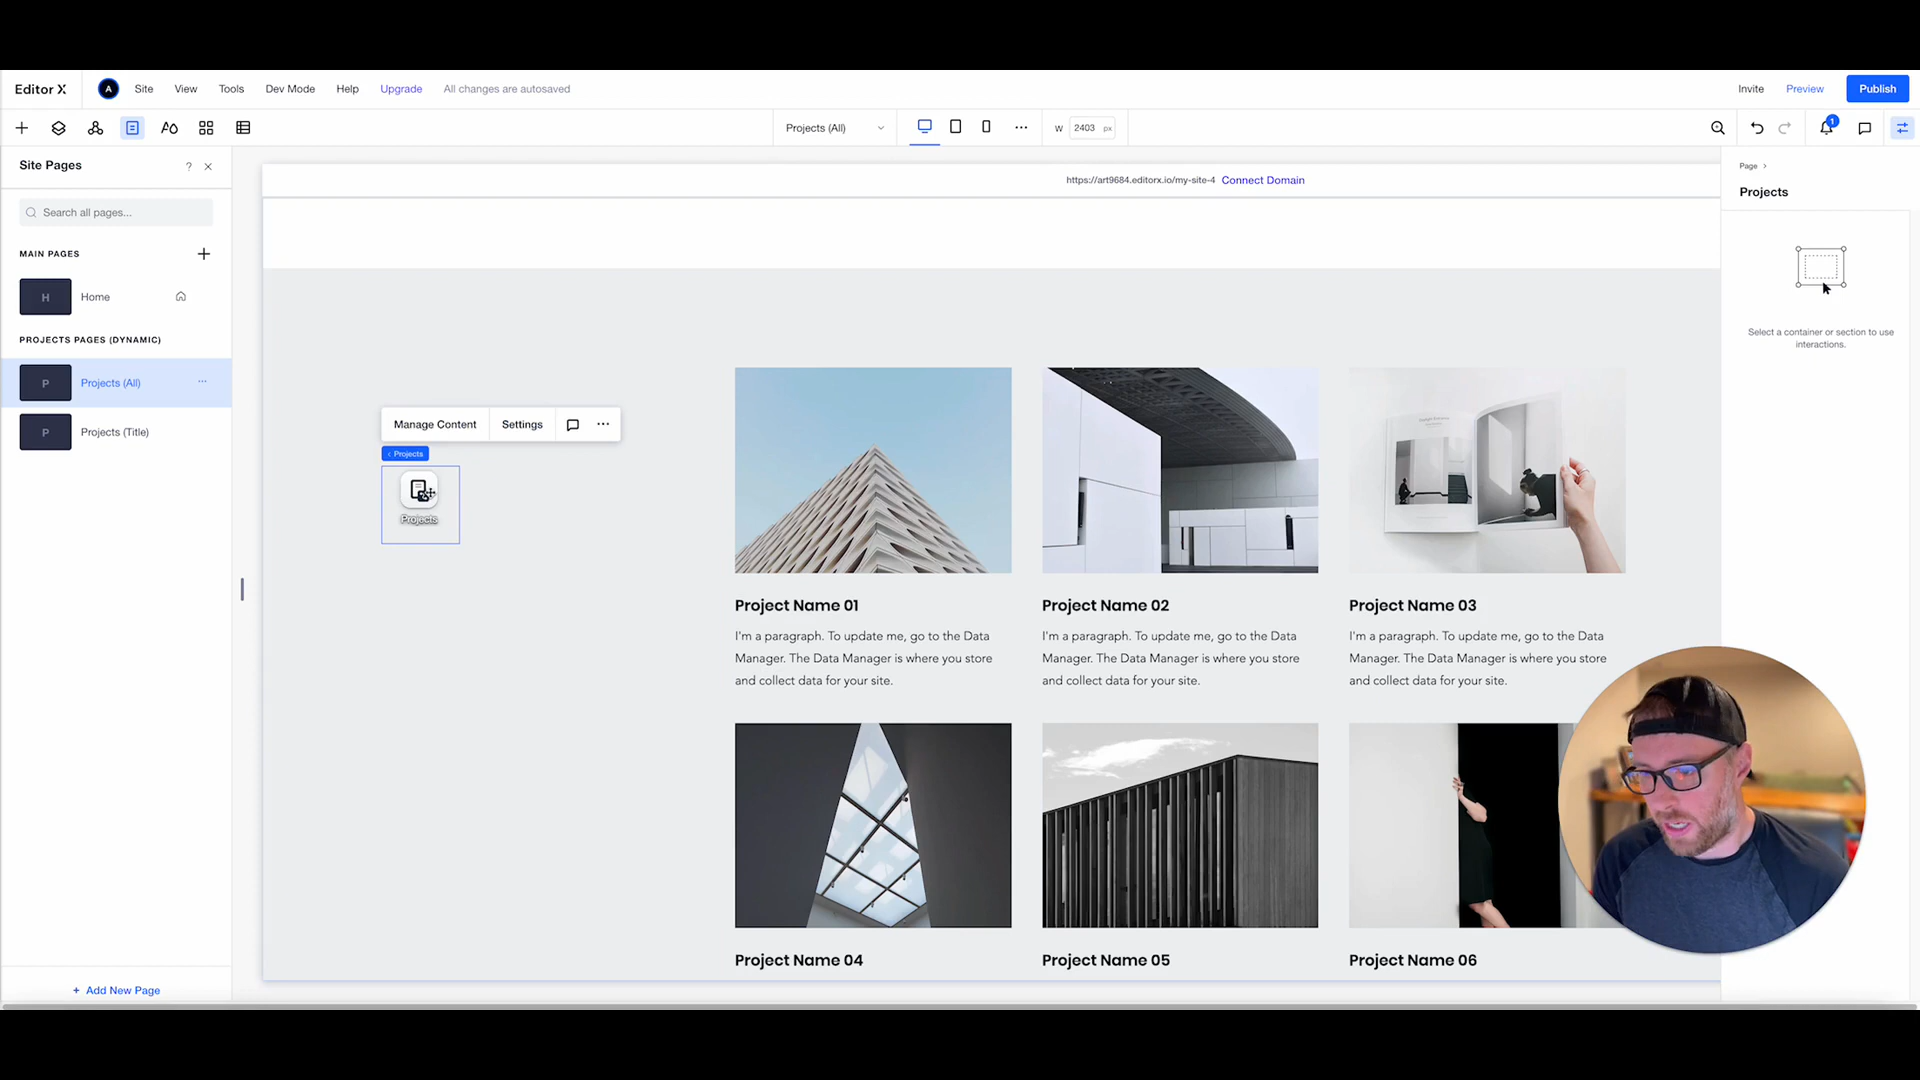 Editor X
A
Site
View
Tools
Dev Mode
Help
Upgrade
All changes are autosaved
Invite
Preview
Publish
Projects (All)
W
2403
px
1
Site Pages
?
Search all pages...
MAIN PAGES
H
Home
PROJECTS PAGES (DYNAMIC)
P
Projects (All)
P
Projects (Title)
+ Add New Page
https://art9684.editorx.io/my-site-4
Connect Domain
Manage Content
Settings
Projects
Projects
Project Name 01
I'm a paragraph. To update me, go to the Data
Manager. The Data Manager is where you store
and collect data for your site.
Project Name 02
I'm a paragraph. To update me, go to the Data
Manager. The Data Manager is where you store
and collect data for your site.
Project Name 03
I'm a paragraph. To update me, go to the Data
Manager. The Data Manager is where you store
and collect data for your site.
Project Name 04
Project Name 05
Project Name 06
Page >
Projects
Select a container or section to use
interactions.